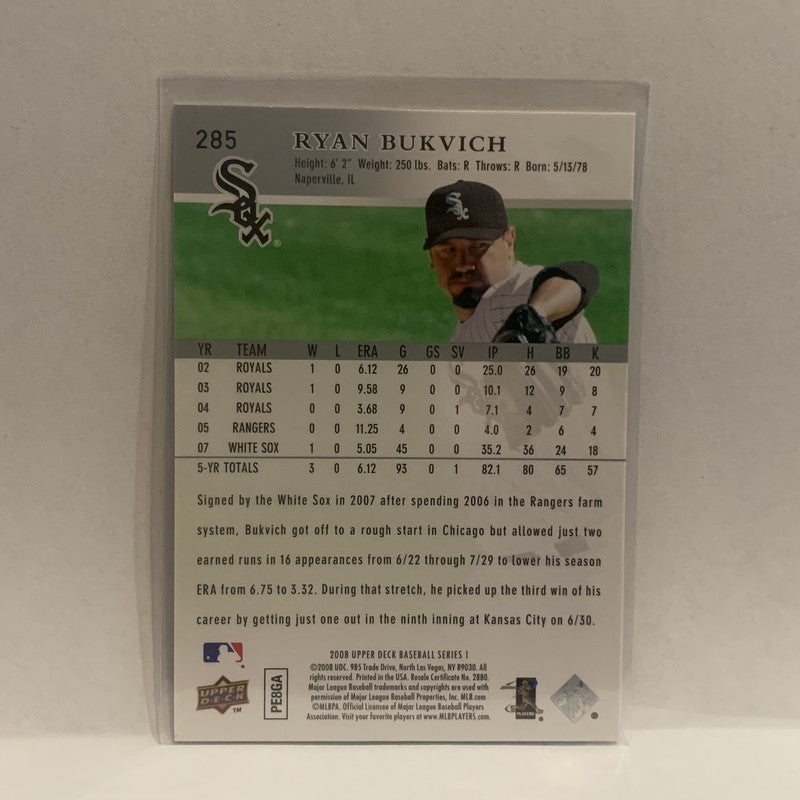 285 RYAN BUKVICH
Height: 6' 2" Weight: 250 lbs. Bats: R Throws: R Born: 5/13/78
Naperville, IL
Sox
®
YR TEAM W L ERA G GS SV IP H BB K
02 ROYALS 1 0 6.12 26 0 0 25.0 26 19 20
03 ROYALS 1 0 9.58 9 0 0 10.1 12 9 8
04 ROYALS 0 0 3.68 9 0 1 7.1 4 7 7
05 RANGERS 0 0 11.25 4 0 0 4.0 2 6 4
07 WHITE SOX 1 0 5.05 45 0 0 35.2 36 24 18
5-YR TOTALS 3 0 6.12 93 0 1 82.1 80 65 57
Signed by the White Sox in 2007 after spending 2006 in the Rangers farm
system, Bukvich got off to a rough start in Chicago but allowed just two
earned runs in 16 appearances from 6/22 through 7/29 to lower his season
ERA from 6.75 to 3.32. During that stretch, he picked up the third win of his
career by getting just one out in the ninth inning at Kansas City on 6/30.
2008 UPPER DECK BASEBALL SERIES 1
©2008 UDC. 985 Trade Drive, North Las Vegas, NV 89030. All
rights reserved. Printed in the USA. Resale Certificate No. 2880.
Major League Baseball trademarks and copyrights are used with
permission of Major League Baseball Properties, Inc. MLB.com
©MLBPA. Official Licensee of Major League Baseball Players
Association. Visit your favorite players at www.MLBPLAYERS.com.
UPPER
DECK
TM
PE8GA
PLAYERS
®